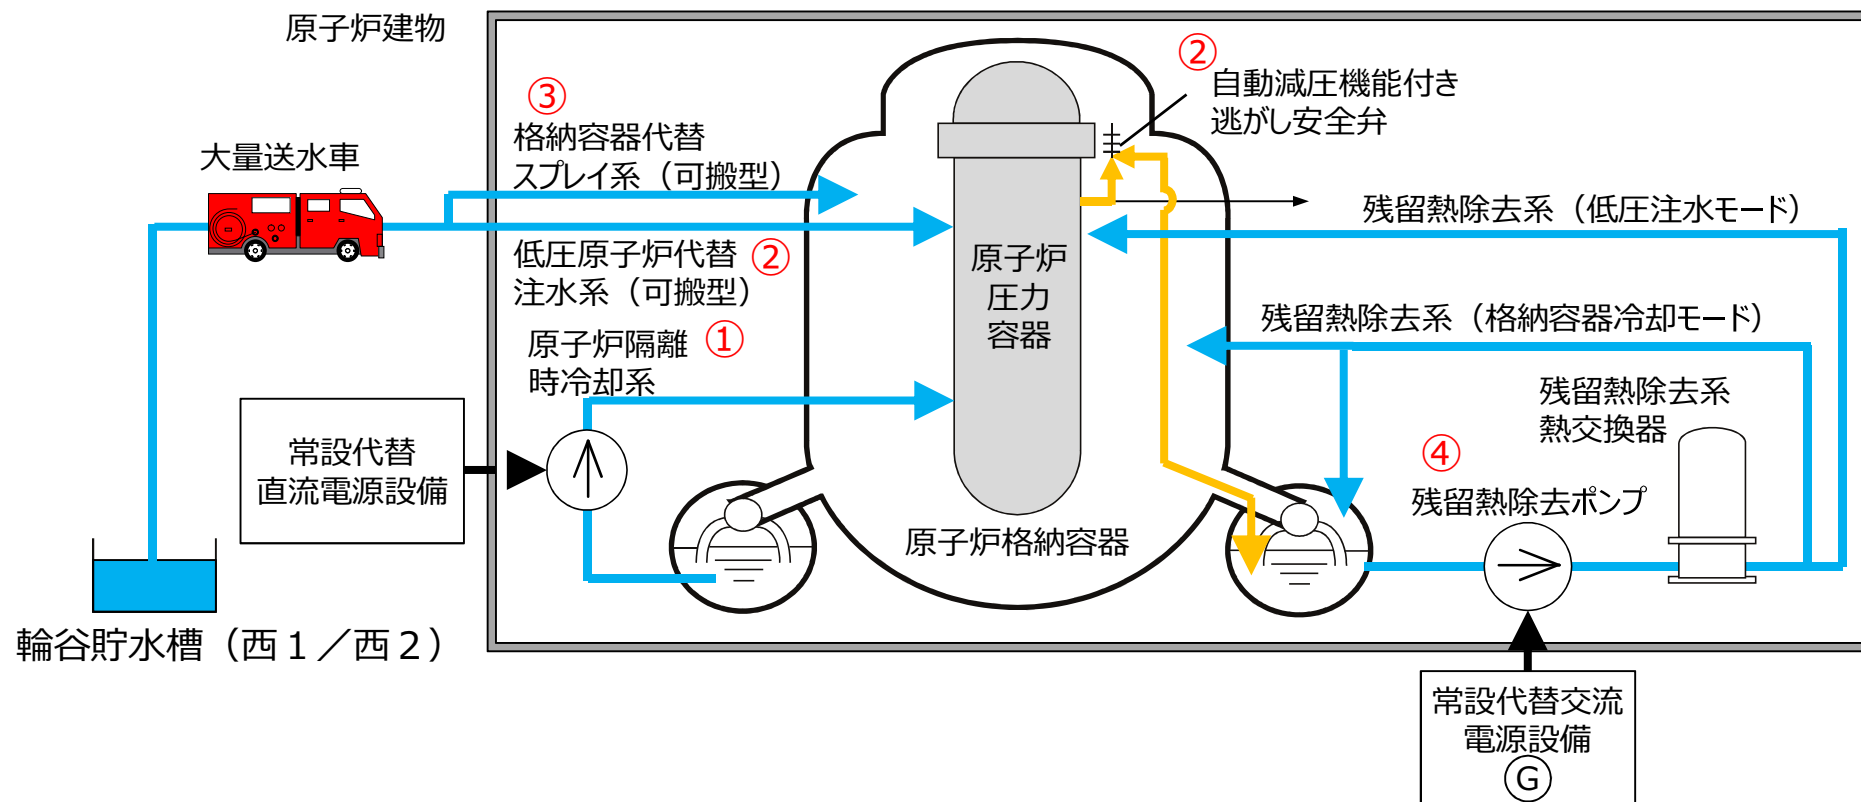 原子炉建物
②
自動減圧機能付き
逃がし安全弁
③
格納容器代替
スプレイ系（可搬型）
大量送水車
残留熱除去系（低圧注水モード）
低圧原子炉代替
注水系（可搬型）
②
原子炉
圧力
容器
残留熱除去系（格納容器冷却モード）
原子炉隔離
時冷却系
①
残留熱除去系
熱交換器
常設代替
直流電源設備
④
残留熱除去ポンプ
原子炉格納容器
輪谷貯水槽（西１／西２）
常設代替交流
電源設備
G